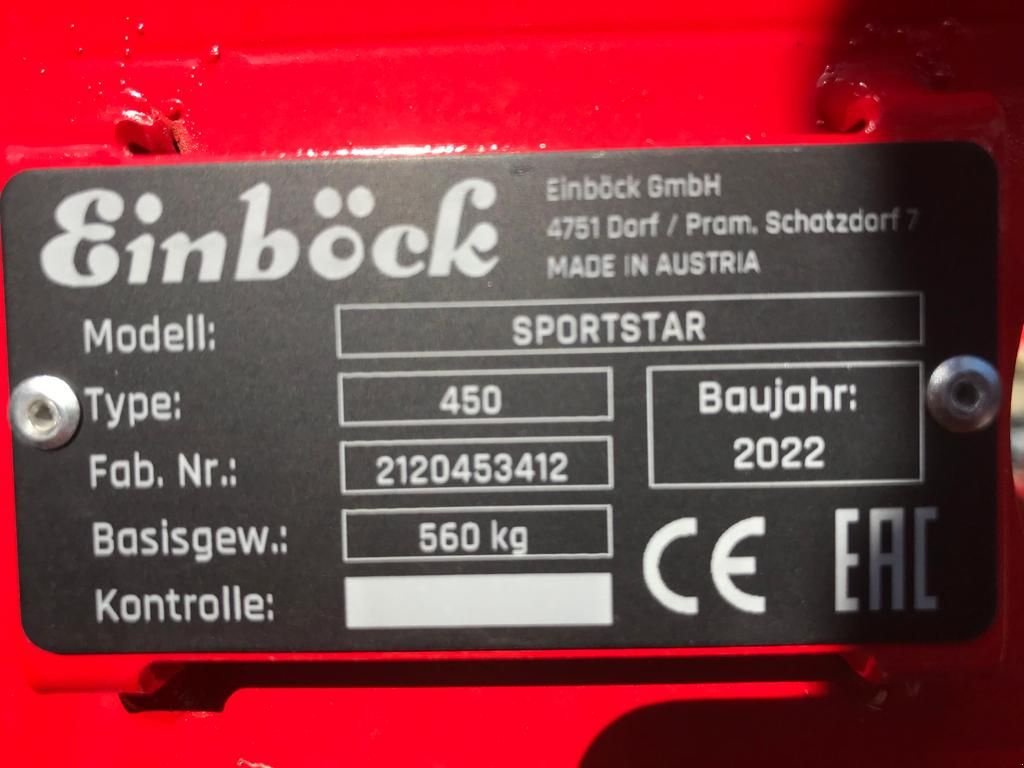 Einböck
Einböck GmbH
4751 Dorf / Pram, Schatzdorf 7
MADE IN AUSTRIA
Modell: SPORTSTAR
Type: 450
Baujahr:
2022
Fab. Nr.: 2120453412
Basisgew.: 560 kg
Kontrolle:
CE EAC